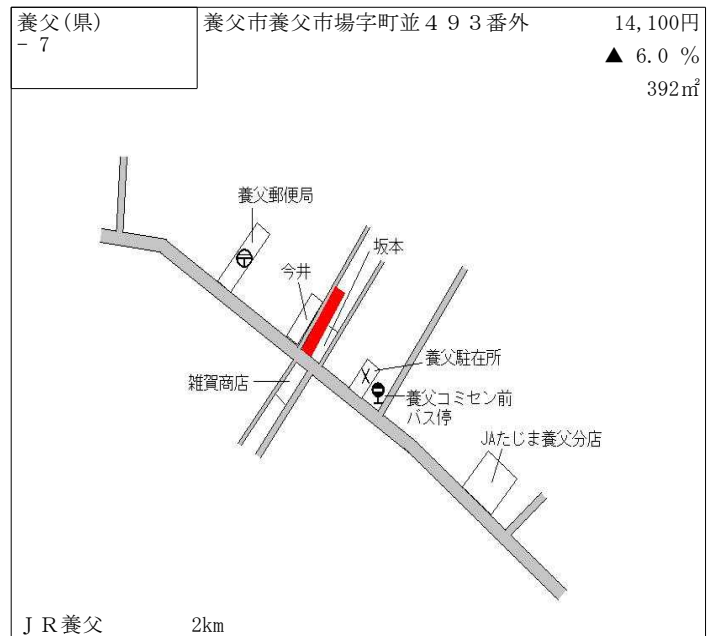 養父(県)
- 7
養父市養父市場字町並４９３番外
14,100円
▲ 6.0 %
392㎡
養父郵便局
坂本
今井
養父駐在所
雑賀商店
養父コミセン前
バス停
JAたじま養父分店
ＪＲ養父 2km